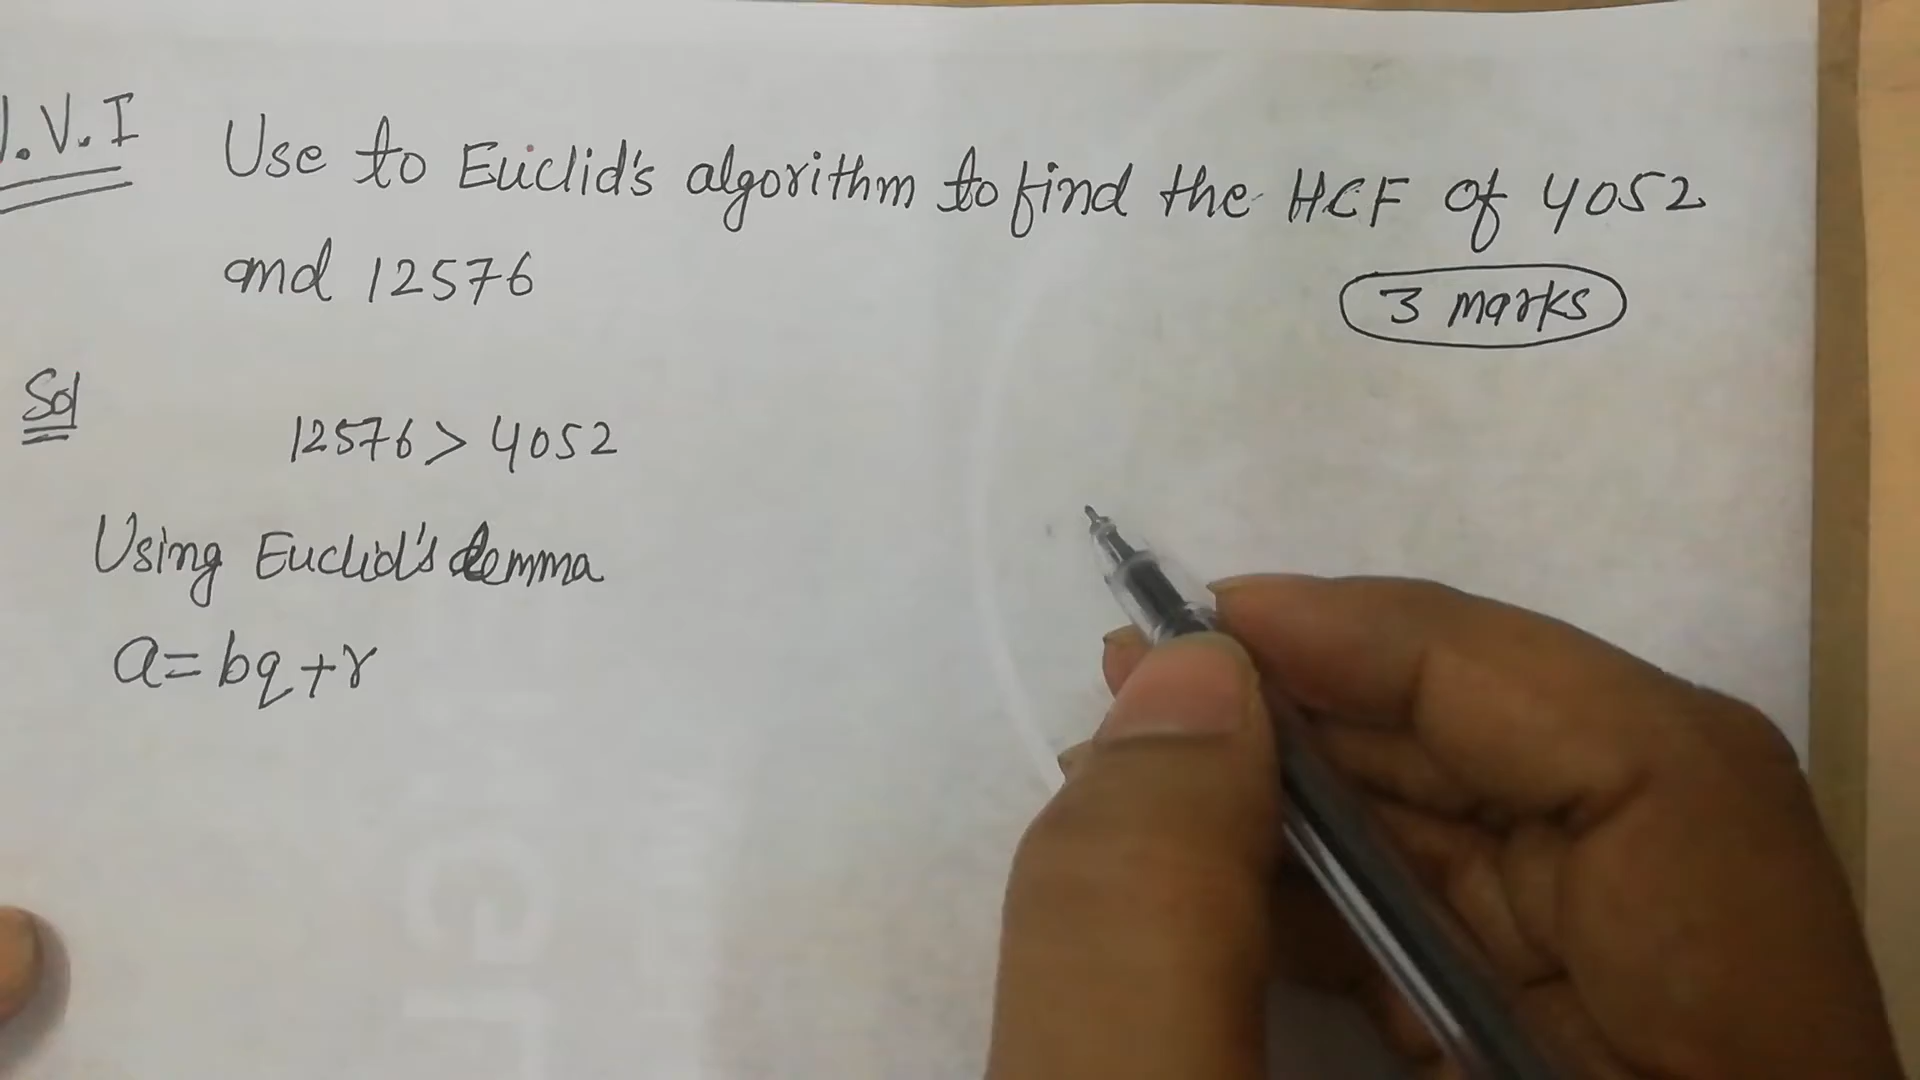 V.V.I
Use to Euclid's algorithm to find the HCF of 4052
and 12576
3 marks
Sol
12576 > 4052
Using Euclid's lemma
a = bq + r